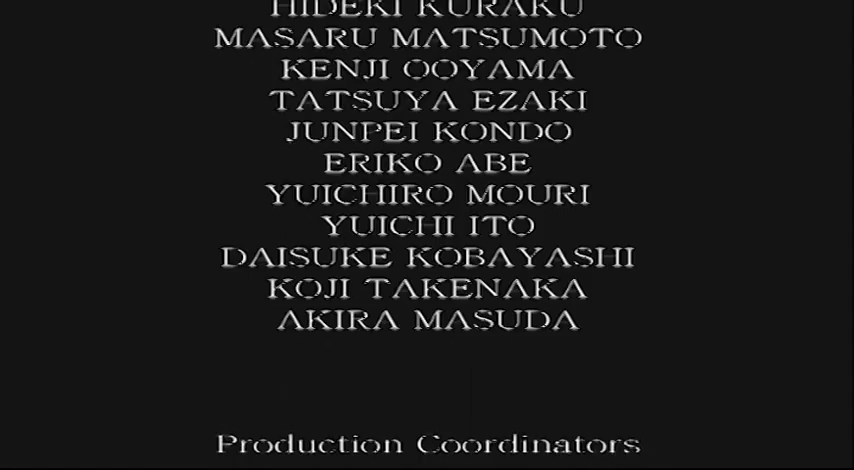 HIDEKI KURAKU
MASARU MATSUMOTO
KENJI OOYAMA
TATSUYA EZAKI
JUNPEI KONDO
ERIKO ABE
YUICHIRO MOURI
YUICHI ITO
DAISUKE KOBAYASHI
KOJI TAKENAKA
AKIRA MASUDA
Production Coordinators